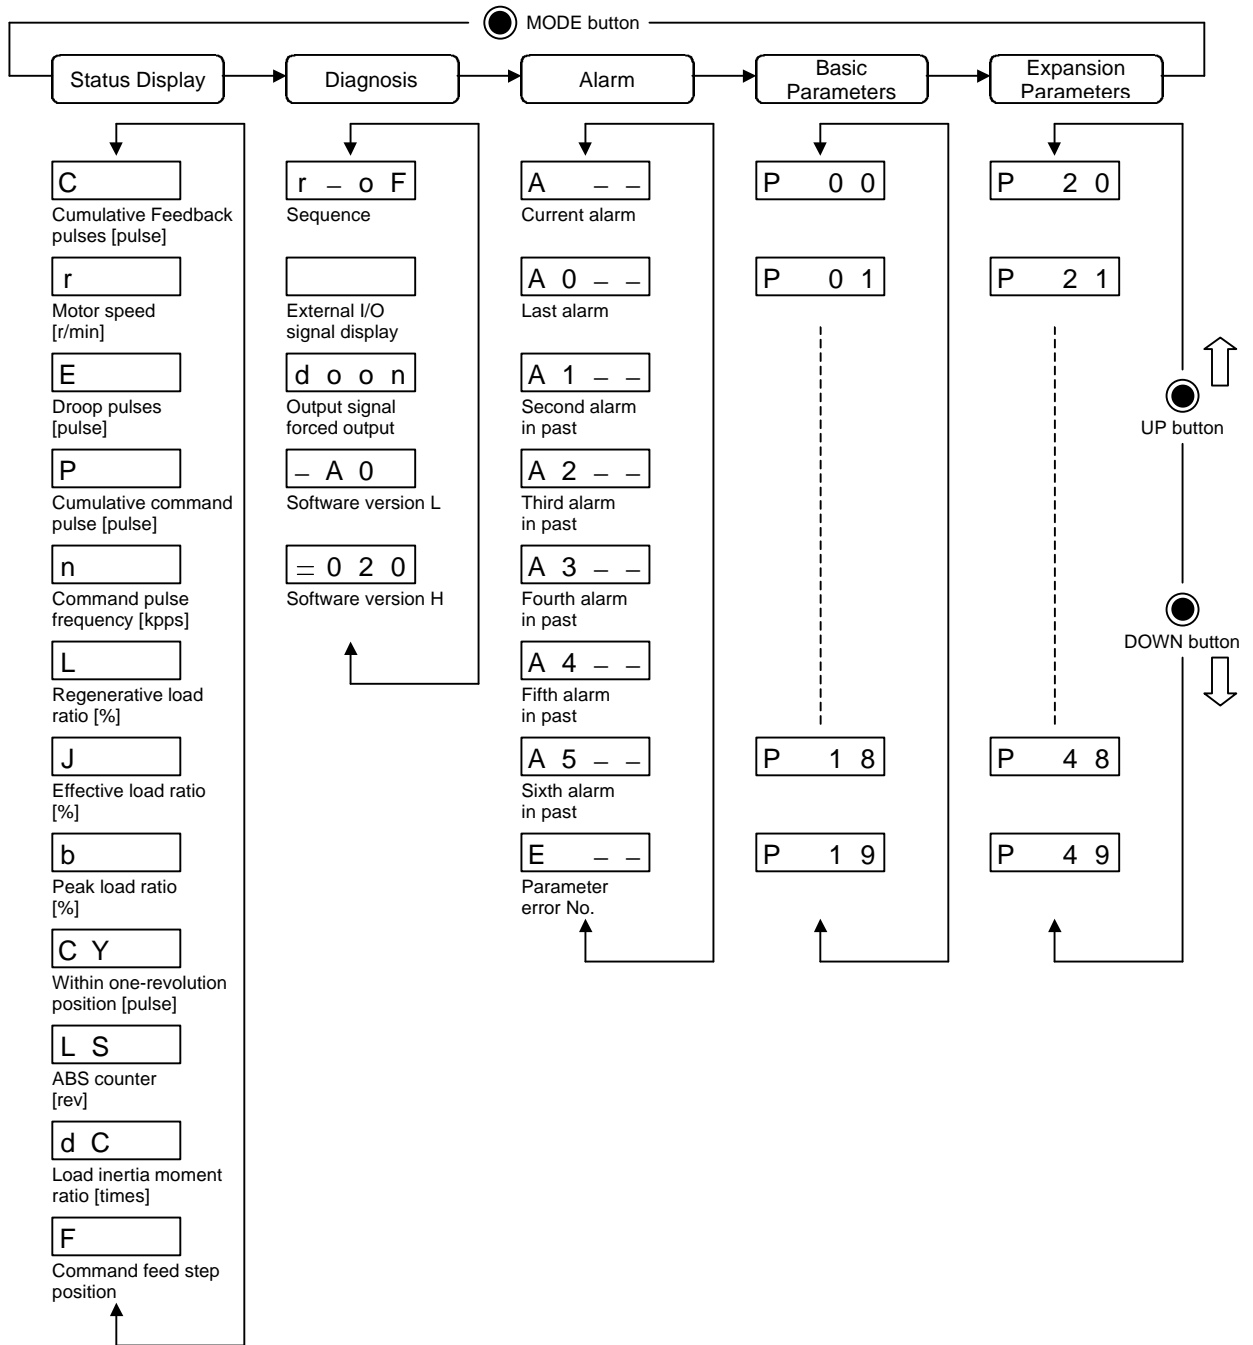 MODE button
Status Display
Diagnosis
Alarm
Basic
Parameters
Expansion
Parameters
C
Cumulative Feedback
pulses [pulse]
r
Motor speed
[r/min]
E
Droop pulses
[pulse]
P
Cumulative command
pulse [pulse]
n
Command pulse
frequency [kpps]
L
Regenerative load
ratio [%]
J
Effective load ratio
[%]
b
Peak load ratio
[%]
C Y
Within one-revolution
position [pulse]
L S
ABS counter
[rev]
d C
Load inertia moment
ratio [times]
F
Command feed step
position
r – o F
Sequence
External I/O
signal display
d o o n
Output signal
forced output
– A 0
Software version L
= 0 2 0
Software version H
A – –
Current alarm
A 0 – –
Last alarm
A 1 – –
Second alarm
in past
A 2 – –
Third alarm
in past
A 3 – –
Fourth alarm
in past
A 4 – –
Fifth alarm
in past
A 5 – –
Sixth alarm
in past
E – –
Parameter
error No.
P 0 0
P 0 1
P 1 8
P 1 9
P 2 0
P 2 1
P 4 8
P 4 9
UP button
DOWN button